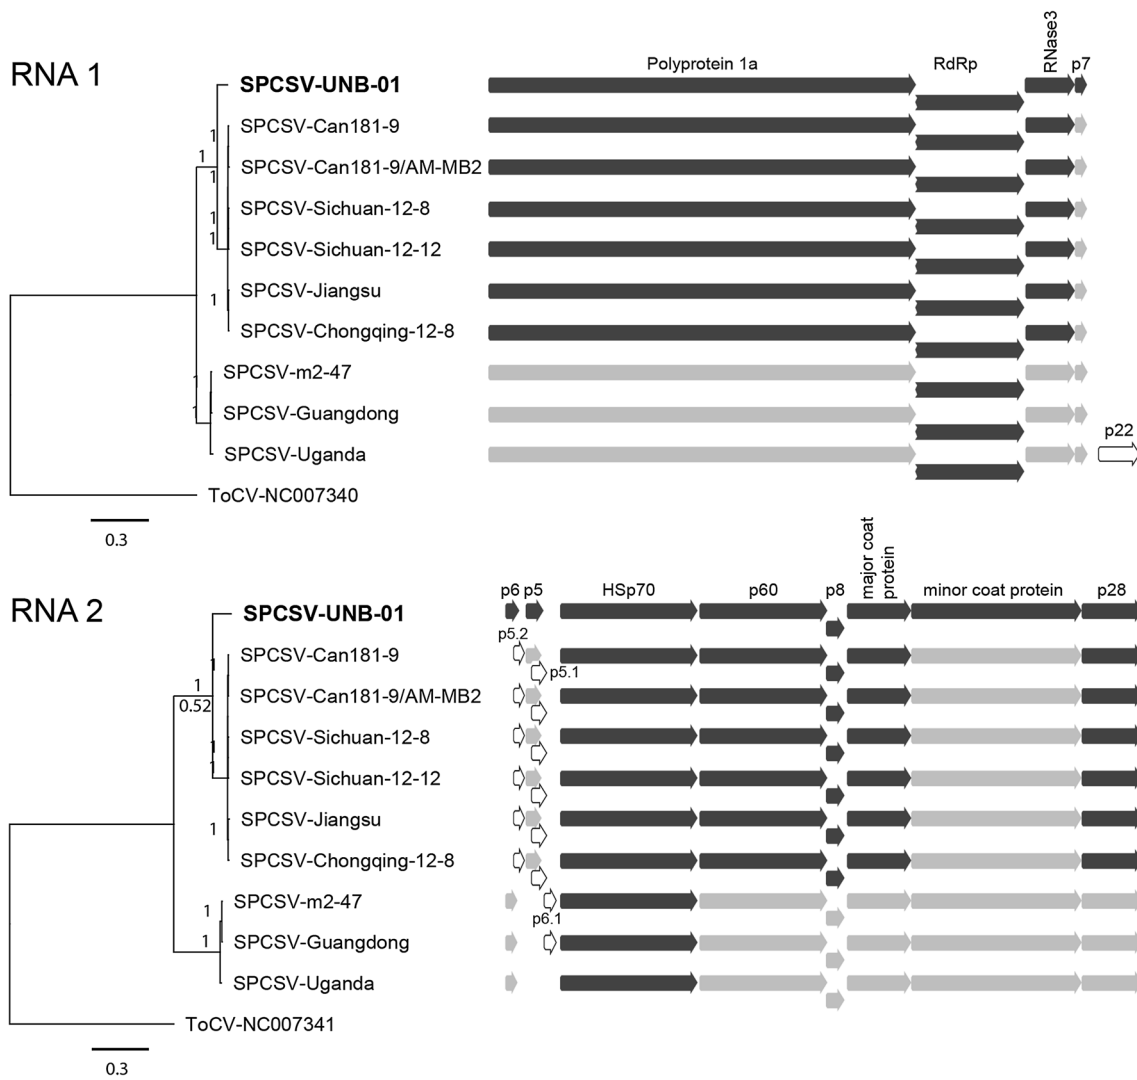 RNA 1
Polyprotein 1a
RdRp
RNase3
p7
SPCSV-UNB-01
SPCSV-Can181-9
1
1
SPCSV-Can181-9/AM-MB2
1
SPCSV-Sichuan-12-8
1
1
SPCSV-Sichuan-12-12
SPCSV-Jiangsu
1
SPCSV-Chongqing-12-8
SPCSV-m2-47
1
SPCSV-Guangdong
1
p22
SPCSV-Uganda
ToCV-NC007340
0.3
RNA 2
p6
p5
HSp70
p60
p8
major coat
protein
minor coat protein
p28
SPCSV-UNB-01
p5.2
SPCSV-Can181-9
1
p5.1
1
SPCSV-Can181-9/AM-MB2
0.52
SPCSV-Sichuan-12-8
1
1
SPCSV-Sichuan-12-12
SPCSV-Jiangsu
1
SPCSV-Chongqing-12-8
SPCSV-m2-47
1
p6.1
SPCSV-Guangdong
1
SPCSV-Uganda
ToCV-NC007341
0.3